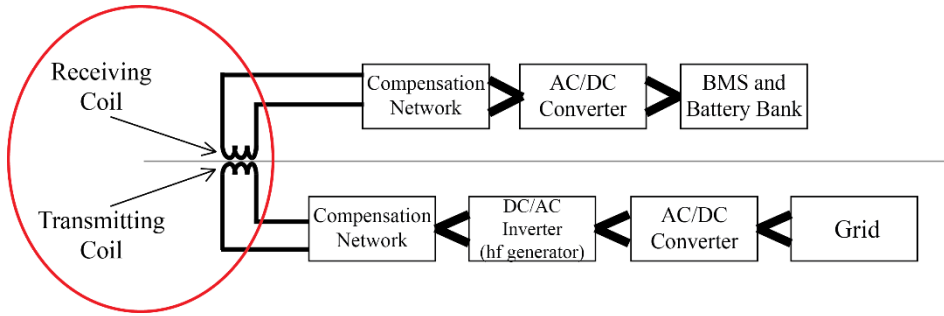 Receiving
Coil
Compensation
Network
AC/DC
Converter
BMS and
Battery Bank
Transmitting
Coil
Compensation
Network
DC/AC
Inverter
(hf generator)
AC/DC
Converter
Grid